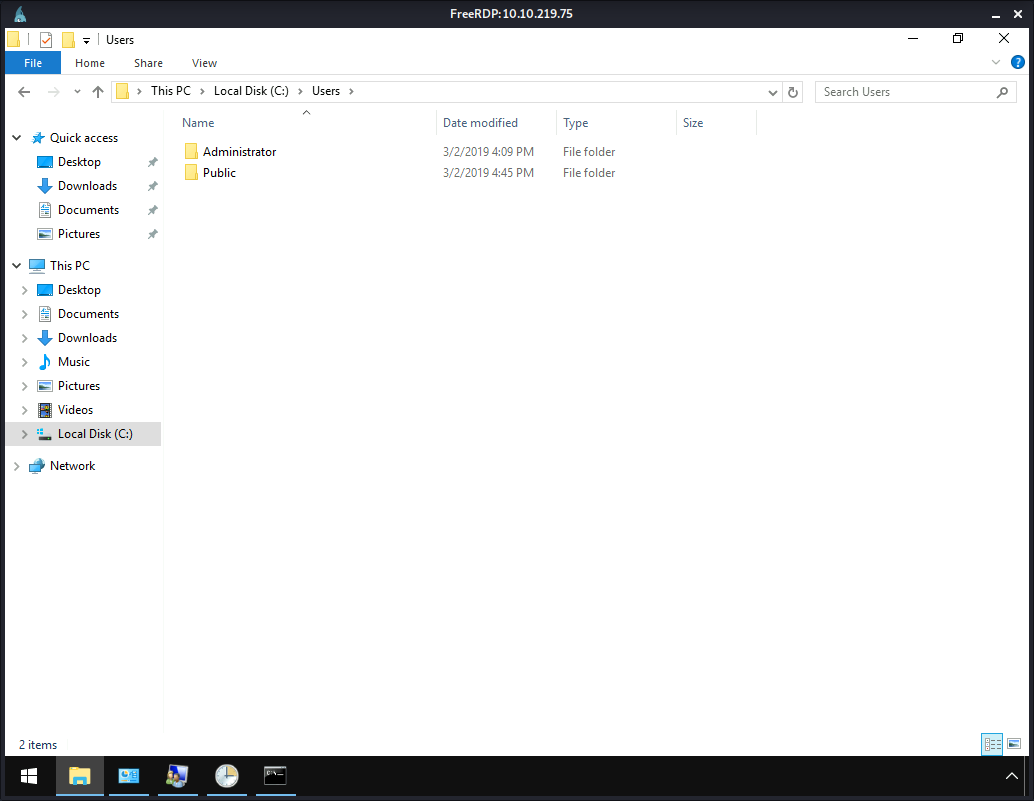 FreeRDP: 10.10.219.75
Users
File Home Share View
This PC Local Disk (C:) Users
Search Users
Name Date modified Type Size
Quick access
Desktop
Downloads
Documents
Pictures
This PC
Desktop
Documents
Downloads
Music
Pictures
Videos
Local Disk (C:)
Network
Administrator 3/2/2019 4:09 PM File folder
Public 3/2/2019 4:45 PM File folder
2 items